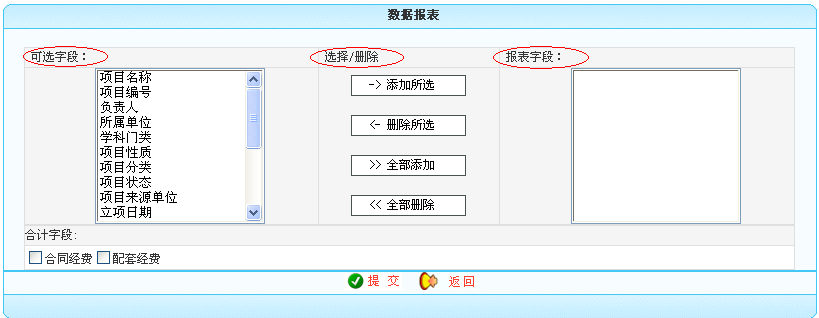 数据报表
可选字段：
选择/删除
报表字段：
项目名称
项目编号
负责人
所属单位
学科门类
项目性质
项目分类
项目状态
项目来源单位
立项日期
-> 添加所选
<- 删除所选
>> 全部添加
<< 全部删除
合计字段:
合同经费 配套经费
提 交 返回